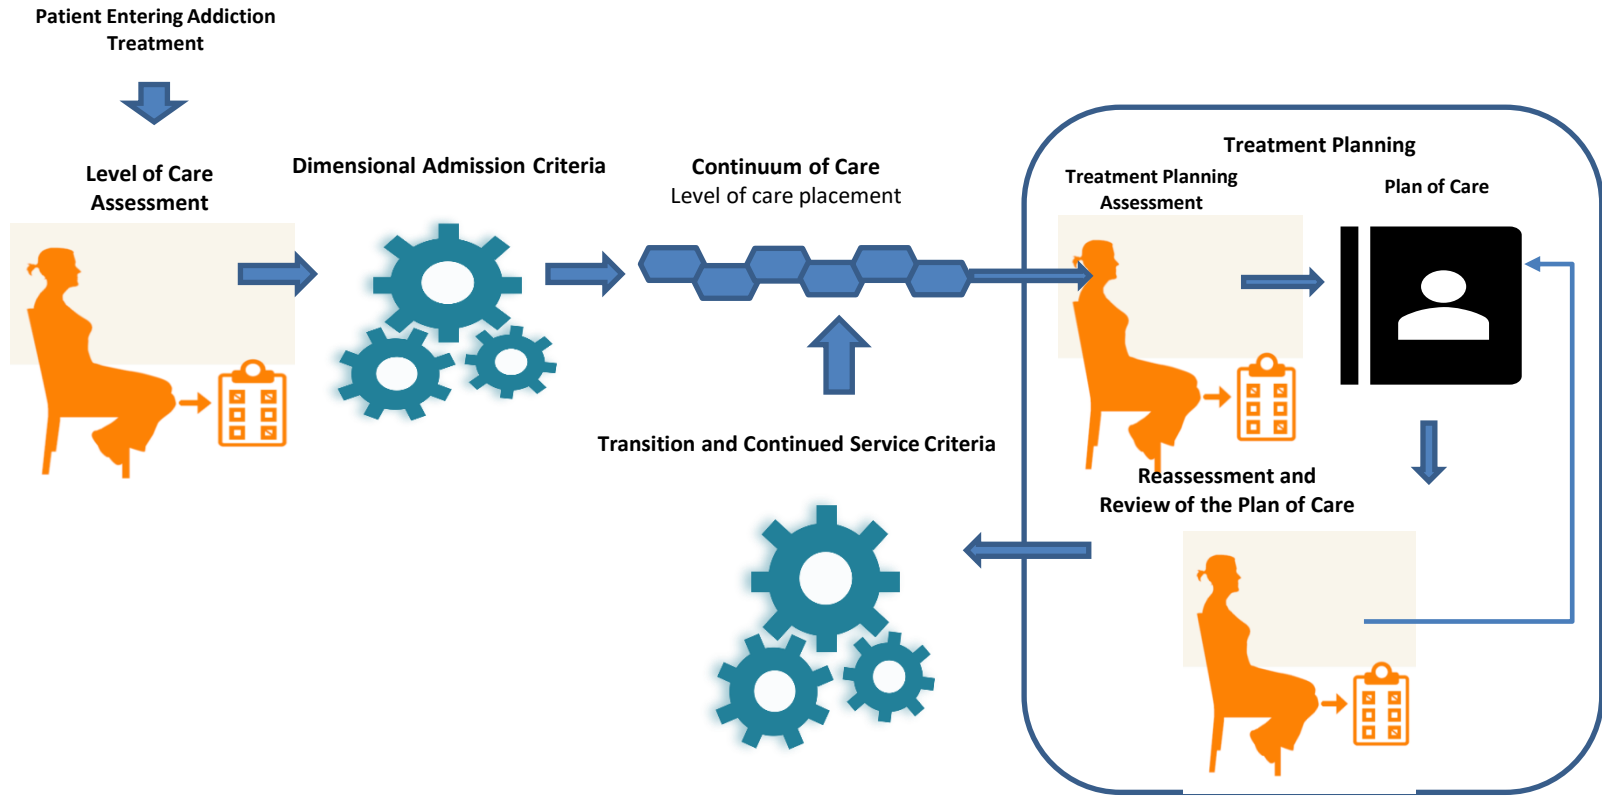 Patient Entering Addiction
Treatment
Level of Care
Assessment
Dimensional Admission Criteria
Continuum of Care
Level of care placement
Treatment Planning
Treatment Planning
Assessment
Plan of Care
Transition and Continued Service Criteria
Reassessment and
Review of the Plan of Care